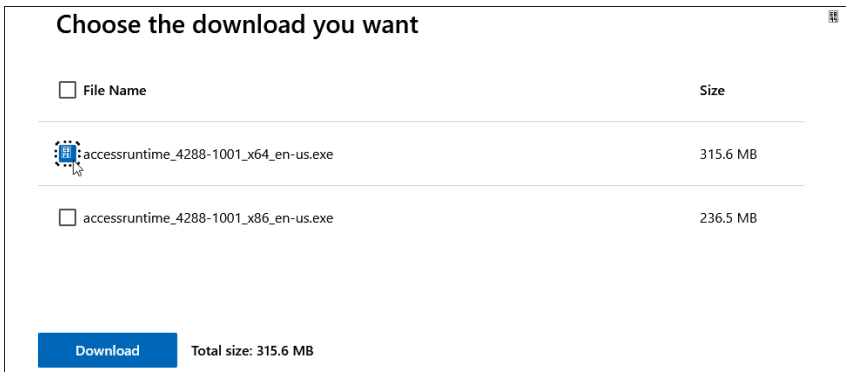 Choose the download you want
File Name Size
accessruntime_4288-1001_x64_en-us.exe 315.6 MB
accessruntime_4288-1001_x86_en-us.exe 236.5 MB
Download Total size: 315.6 MB